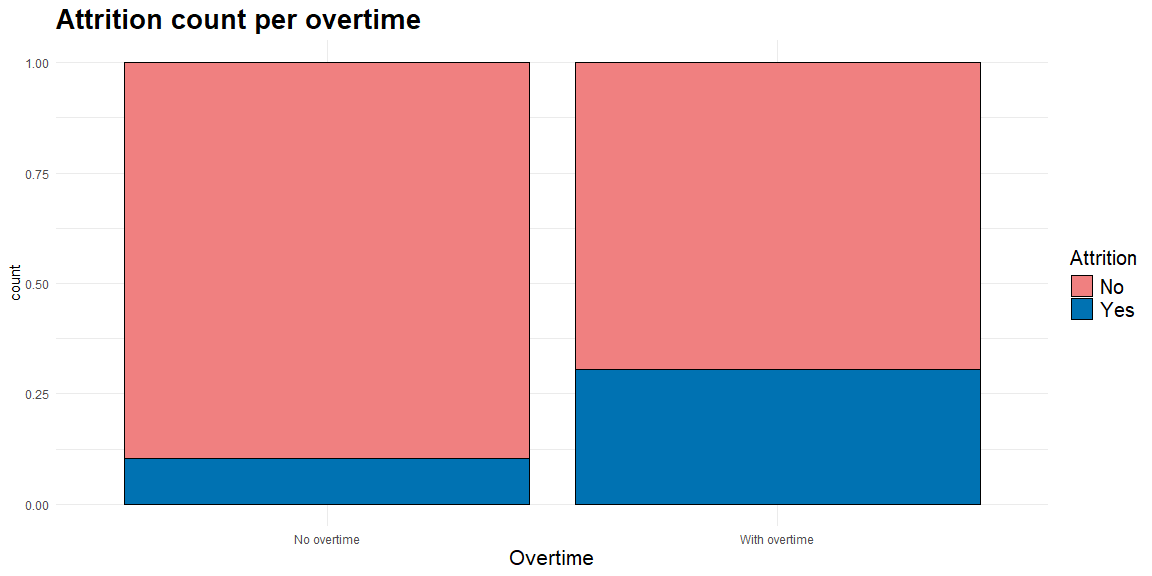 Attrition count per overtime
1.00
0.75
0.50
0.25
0.00
count
No overtime
With overtime
Overtime
Attrition
No
Yes